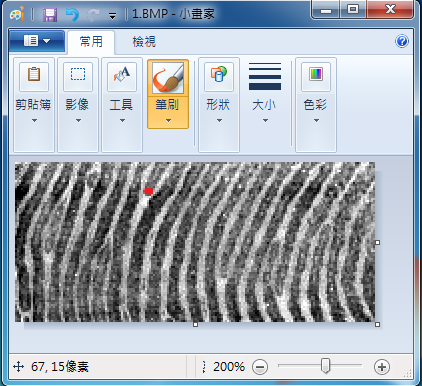 1.BMP - 小畫家
常用 檢視
剪貼簿 影像 工具 筆刷 形狀 大小 色彩
67, 15像素 200%